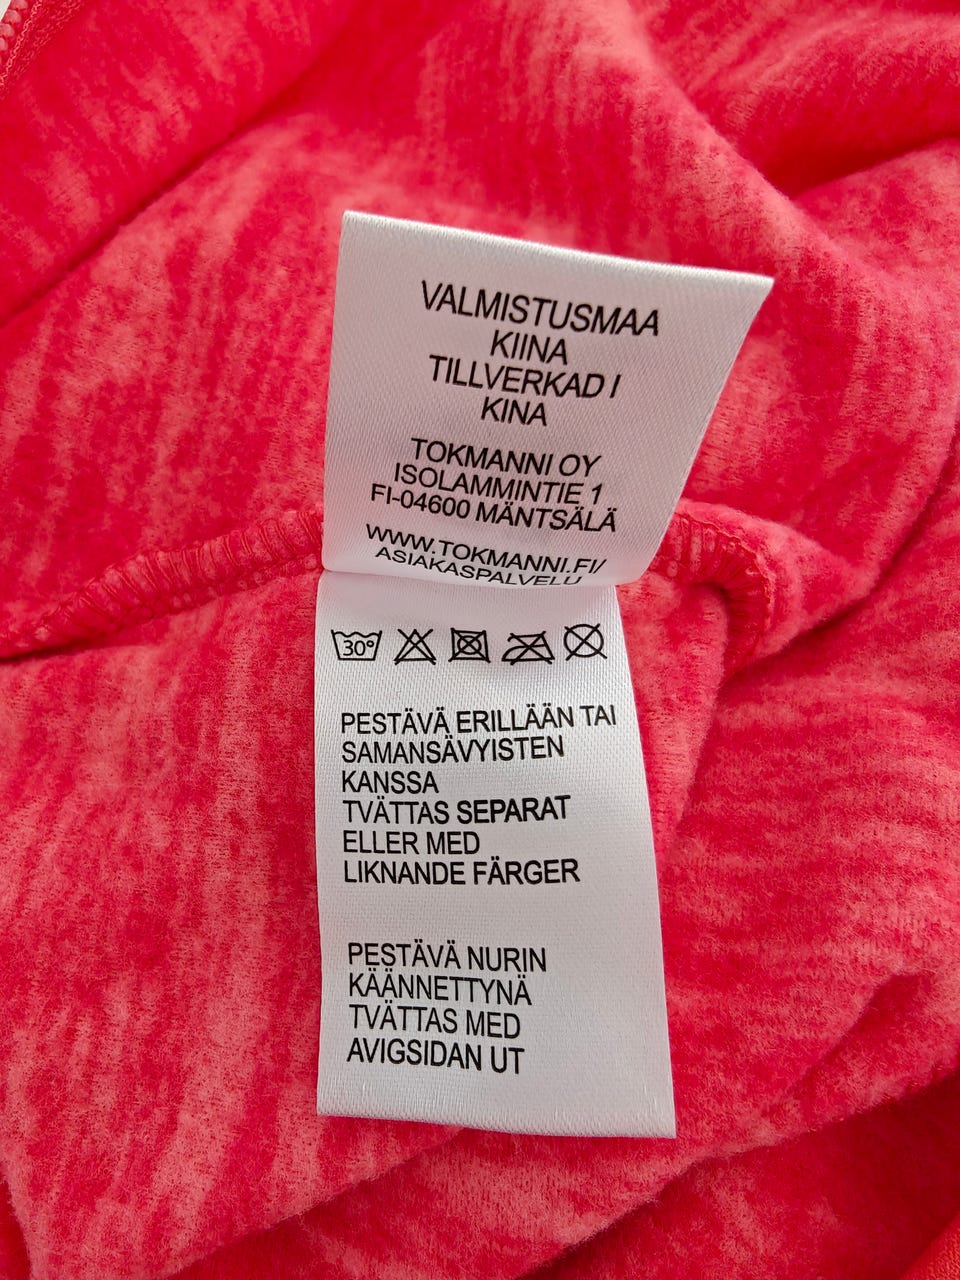 VALMISTUSMAA
KIINA
TILLVERKAD I
KINA
TOKMANNI OY
ISOLAMMINTIE 1
FI-04600 MÄNTSÄLÄ
WWW.TOKMANNI.FI/
ASIAKASPALVELU
30°
PESTÄVÄ ERILLÄÄN TAI
SAMANSÄVYISTEN
KANSSA
TVÄTTAS SEPARAT
ELLER MED
LIKNANDE FÄRGER
PESTÄVÄ NURIN
KÄÄNNETTYNÄ
TVÄTTAS MED
AVIGSIDAN UT